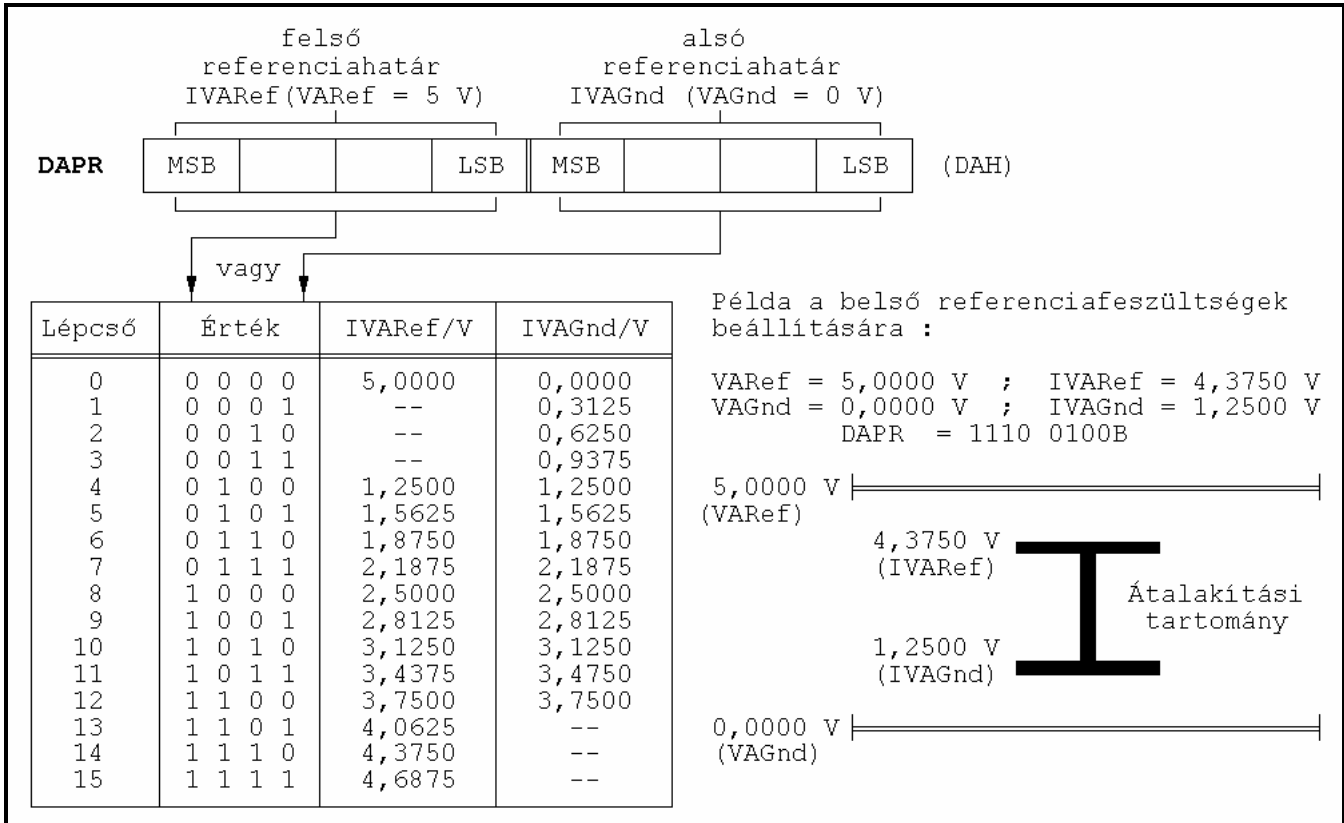 felső
referenciahatár
IVARef(VARef = 5 V)
alsó
referenciahatár
IVAGnd (VAGnd = 0 V)
DAPR MSB LSB MSB LSB (DAH)
vagy
Lépcső Érték IVARef/V IVAGnd/V
0 0 0 0 0 5,0000 0,0000
1 0 0 0 1 -- 0,3125
2 0 0 1 0 -- 0,6250
3 0 0 1 1 -- 0,9375
4 0 1 0 0 1,2500 1,2500
5 0 1 0 1 1,5625 1,5625
6 0 1 1 0 1,8750 1,8750
7 0 1 1 1 2,1875 2,1875
8 1 0 0 0 2,5000 2,5000
9 1 0 0 1 2,8125 2,8125
10 1 0 1 0 3,1250 3,1250
11 1 0 1 1 3,4375 3,4750
12 1 1 0 0 3,7500 3,7500
13 1 1 0 1 4,0625 --
14 1 1 1 0 4,3750 --
15 1 1 1 1 4,6875 --
Példa a belső referenciafeszültségek
beállítására :
VARef = 5,0000 V ; IVARef = 4,3750 V
VAGnd = 0,0000 V ; IVAGnd = 1,2500 V
DAPR = 1110 0100B
5,0000 V
(VARef)
4,3750 V
(IVARef)
Átalakítási
tartomány
1,2500 V
(IVAGnd)
0,0000 V
(VAGnd)